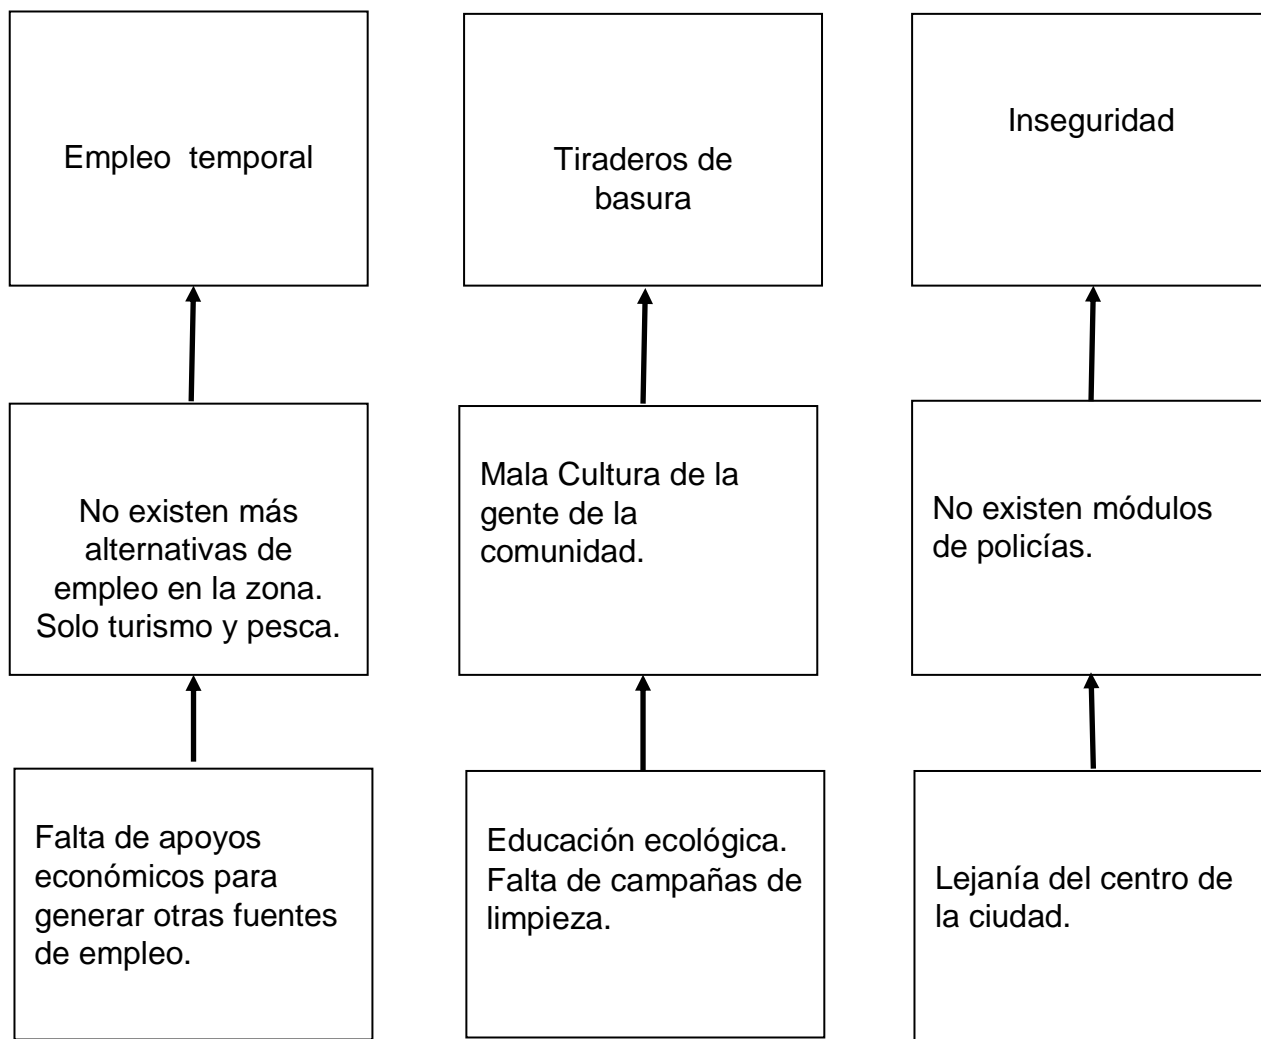 Empleo  temporal
Tiraderos de
basura
Inseguridad
No existen más
alternativas de
empleo en la zona.
Solo turismo y pesca.
Mala Cultura de la
gente de la
comunidad.
No existen módulos
de policías.
Falta de apoyos
económicos para
generar otras fuentes
de empleo.
Educación ecológica.
Falta de campañas de
limpieza.
Lejanía del centro de
la ciudad.